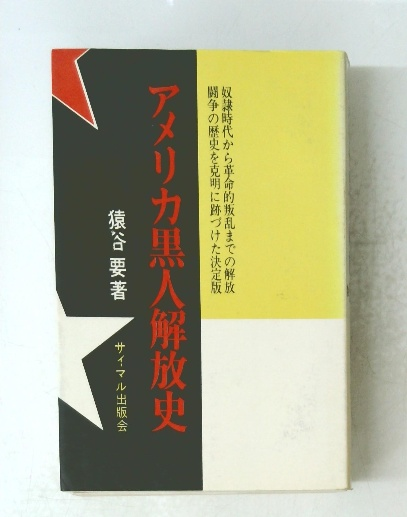 奴隷時代から革命的叛乱までの解放
闘争の歴史を克明に跡づけた決定版
アメリカ黒人解放史
猿谷 要著
サイマル出版会